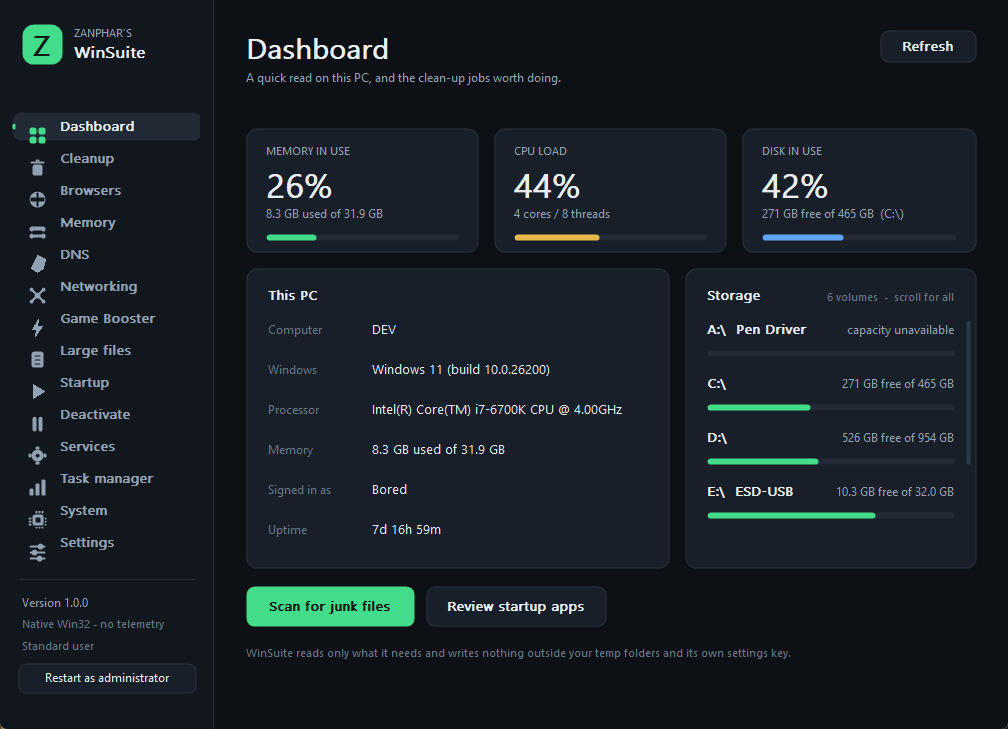 Z
ZANPHAR'S
WinSuite
Dashboard
Cleanup
Browsers
Memory
DNS
Networking
Game Booster
Large files
Startup
Deactivate
Services
Task manager
System
Settings
Version 1.0.0
Native Win32 - no telemetry
Standard user
Restart as administrator
Dashboard
A quick read on this PC, and the clean-up jobs worth doing.
Refresh
MEMORY IN USE
26%
8.3 GB used of 31.9 GB
CPU LOAD
44%
4 cores / 8 threads
DISK IN USE
42%
271 GB free of 465 GB (C:\)
This PC
Computer DEV
Windows Windows 11 (build 10.0.26200)
Processor Intel(R) Core(TM) i7-6700K CPU @ 4.00GHz
Memory 8.3 GB used of 31.9 GB
Signed in as Bored
Uptime 7d 16h 59m
Storage 6 volumes - scroll for all
A:\ Pen Driver capacity unavailable
C:\ 271 GB free of 465 GB
D:\ 526 GB free of 954 GB
E:\ ESD-USB 10.3 GB free of 32.0 GB
Scan for junk files
Review startup apps
WinSuite reads only what it needs and writes nothing outside your temp folders and its own settings key.